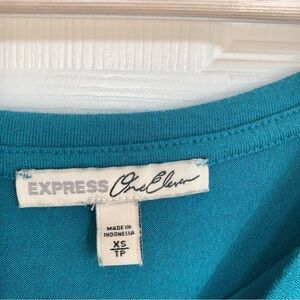 EXPRESS One Eleven
MADE IN
INDONESIA
XS
TP